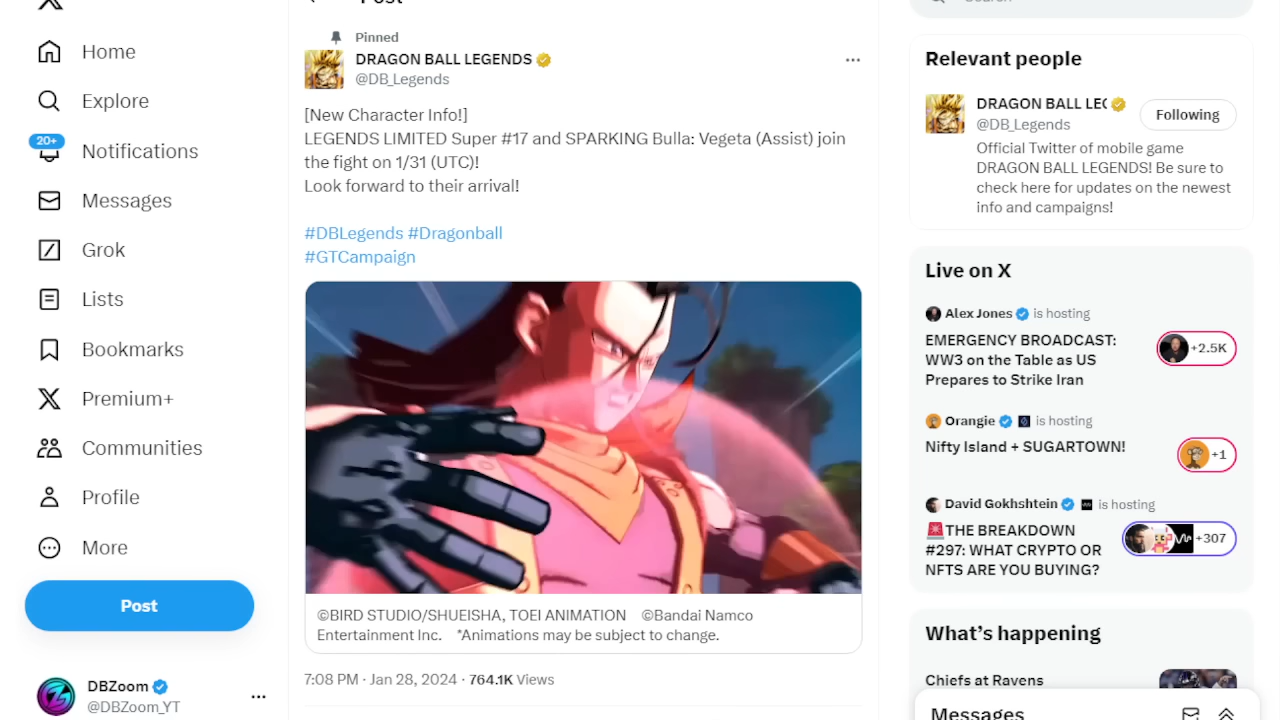 Home
Explore
20+
Notifications
Messages
Grok
Lists
Bookmarks
Premium+
Communities
Profile
More
Post
DBZoom
@DBZoom_YT
Post
Pinned
DRAGON BALL LEGENDS
@DB_Legends
[New Character Info!]
LEGENDS LIMITED Super #17 and SPARKING Bulla: Vegeta (Assist) join
the fight on 1/31 (UTC)!
Look forward to their arrival!
#DBLegends #Dragonball
#GTCampaign
©BIRD STUDIO/SHUEISHA, TOEI ANIMATION ©Bandai Namco
Entertainment Inc. *Animations may be subject to change.
7:08 PM · Jan 28, 2024 · 764.1K Views
Search
Relevant people
DRAGON BALL LEG
@DB_Legends
Following
Official Twitter of mobile game
DRAGON BALL LEGENDS! Be sure to
check here for updates on the newest
info and campaigns!
Live on X
Alex Jones is hosting
EMERGENCY BROADCAST:
WW3 on the Table as US
Prepares to Strike Iran
+2.5K
Orangie is hosting
Nifty Island + SUGARTOWN!
+1
David Gokhshtein is hosting
🚨THE BREAKDOWN
#297: WHAT CRYPTO OR
NFTS ARE YOU BUYING?
+307
What's happening
Chiefs at Ravens
Messages